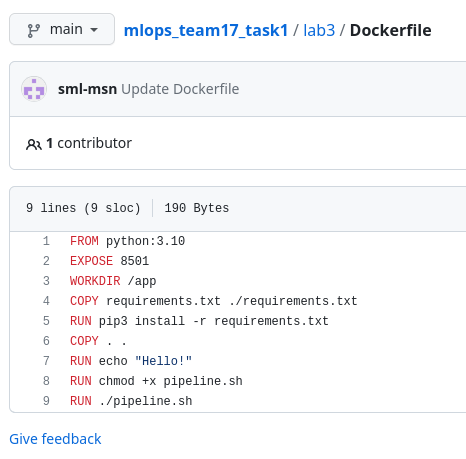 main
mlops_team17_task1 / lab3 / Dockerfile
sml-msn Update Dockerfile
1 contributor
9 lines (9 sloc) 190 Bytes
1 FROM python:3.10
2 EXPOSE 8501
3 WORKDIR /app
4 COPY requirements.txt ./requirements.txt
5 RUN pip3 install -r requirements.txt
6 COPY . .
7 RUN echo "Hello!"
8 RUN chmod +x pipeline.sh
9 RUN ./pipeline.sh
Give feedback